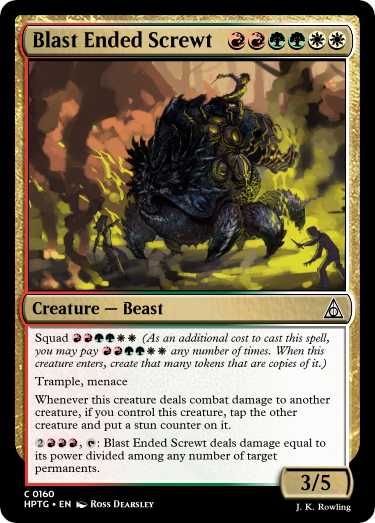 Blast Ended Screwt
Creature — Beast
Squad (As an additional cost to cast this spell,
you may pay any number of times. When this
creature enters, create that many tokens that are copies of it.)
Trample, menace
Whenever this creature deals combat damage to another
creature, if you control this creature, tap the other
creature and put a stun counter on it.
2, : Blast Ended Screwt deals damage equal to
its power divided among any number of target
permanents.
3/5
C 0160
HPTG • EN Ross Dearsley
J. K. Rowling